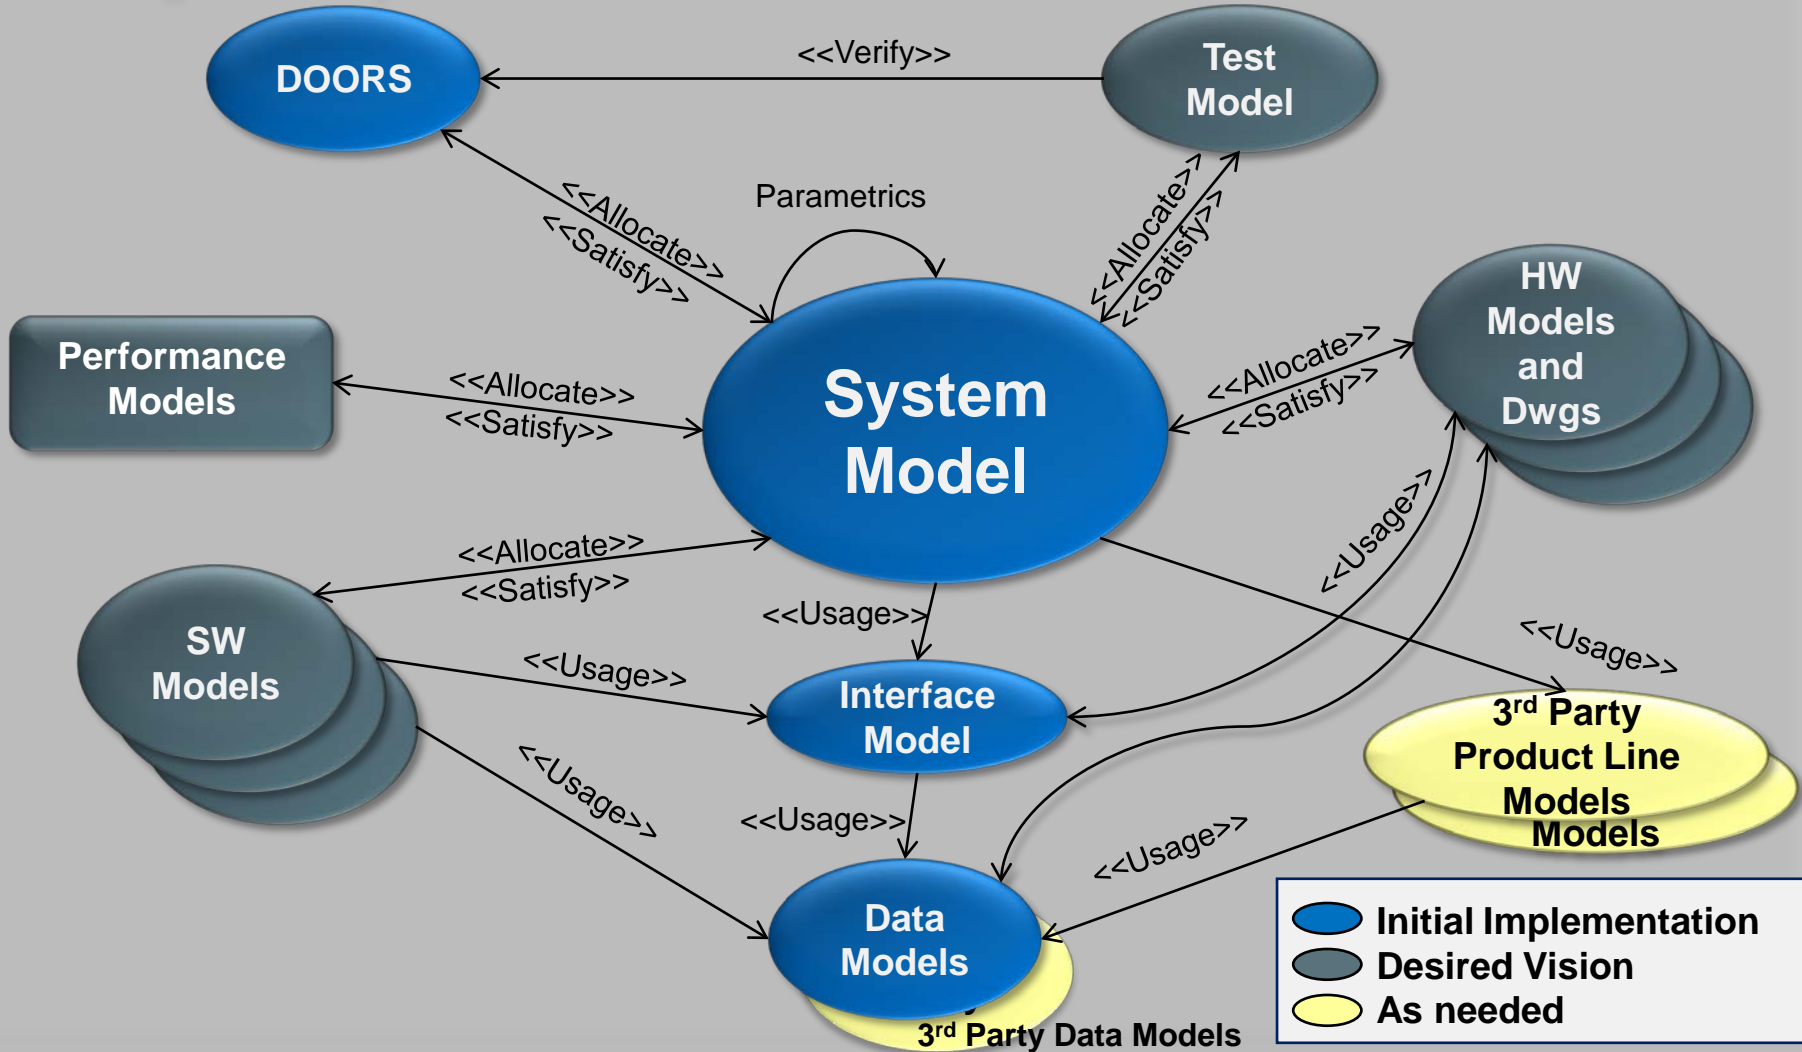 DOORS
<<Verify>>
Test
Model
<<Allocate>>
<<Satisfy>>
Parametrics
<<Allocate>>
<<Satisfy>>
HW
Models
and
Dwgs
Performance
Models
<<Allocate>>
<<Satisfy>>
System
Model
<<Allocate>>
<<Satisfy>>
<<Usage>>
<<Allocate>>
<<Satisfy>>
<<Usage>>
<<Usage>>
SW
Models
<<Usage>>
Interface
Model
3rd Party
Product Line
Models
Models
<<Usage>>
<<Usage>>
<<Usage>>
Data
Models
3rd Party Data Models
Initial Implementation
Desired Vision
As needed